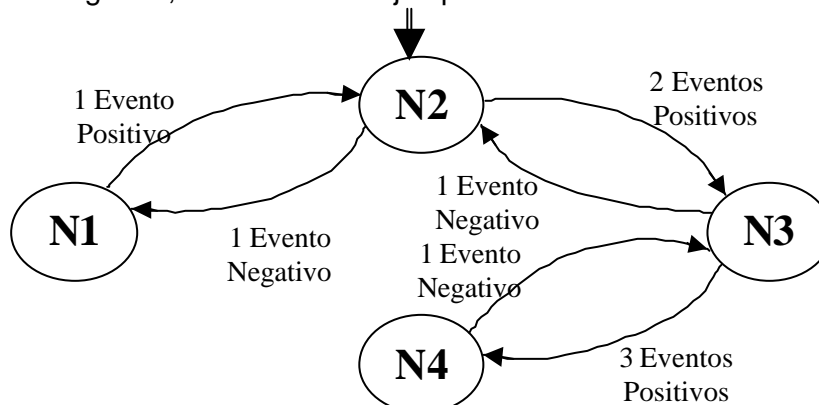 1 Evento
Positivo
N2
2 Eventos
Positivos
N1
1 Evento
Negativo
1 Evento
Negativo
N3
1 Evento
Negativo
N4
3 Eventos
Positivos